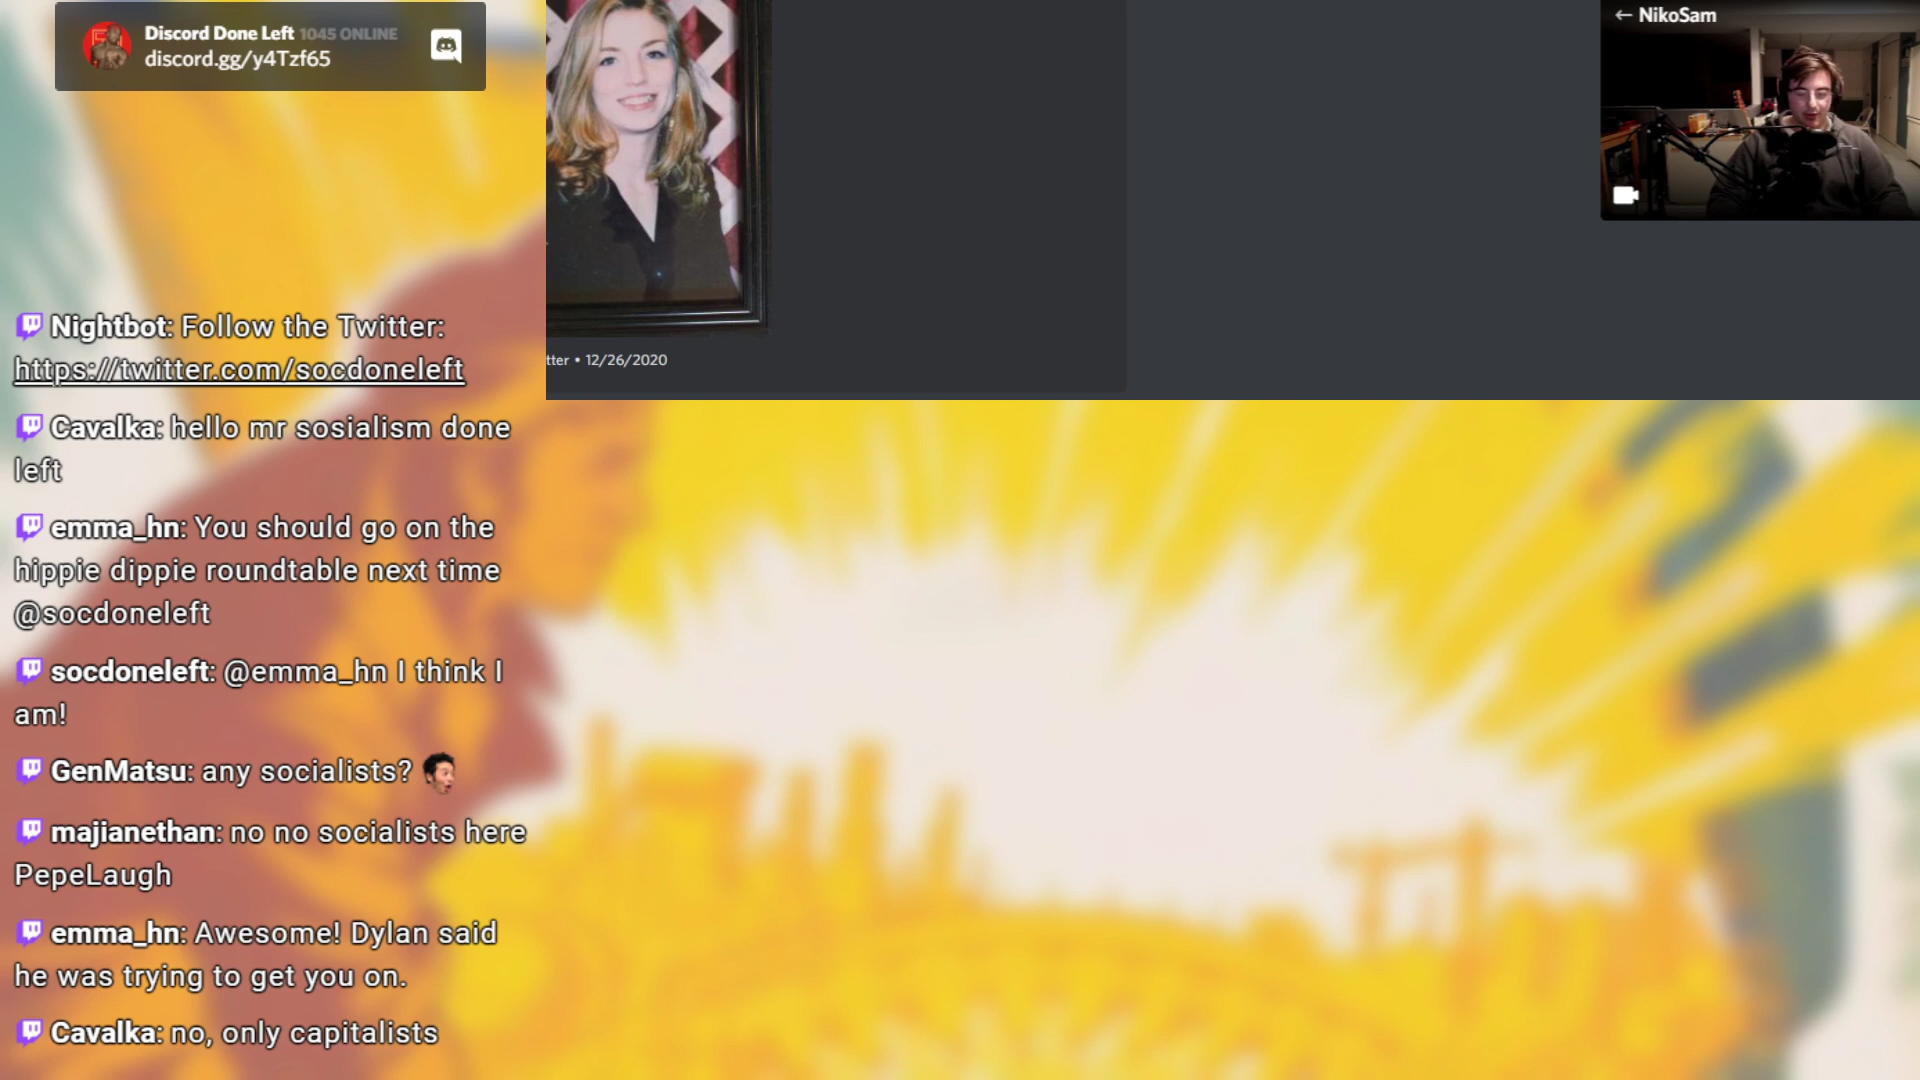 Discord Done Left 1045 ONLINE
discord.gg/y4Tzf65
← NikoSam
tter • 12/26/2020
Nightbot: Follow the Twitter:
https://twitter.com/socdoneleft
Cavalka: hello mr sosialism done
left
emma_hn: You should go on the
hippie dippie roundtable next time
@socdoneleft
socdoneleft: @emma_hn I think I
am!
GenMatsu: any socialists?
majianethan: no no socialists here
PepeLaugh
emma_hn: Awesome! Dylan said
he was trying to get you on.
Cavalka: no, only capitalists